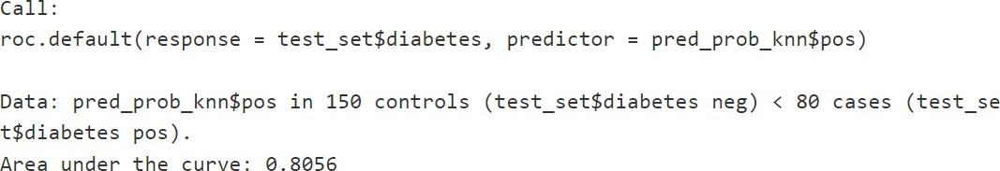 Call:
roc.default(response = test_set$diabetes, predictor = pred_prob_knn$pos)
Data: pred_prob_knn$pos in 150 controls (test_set$diabetes neg) < 80 cases (test_se
t$diabetes pos).
Area under the curve: 0.8056